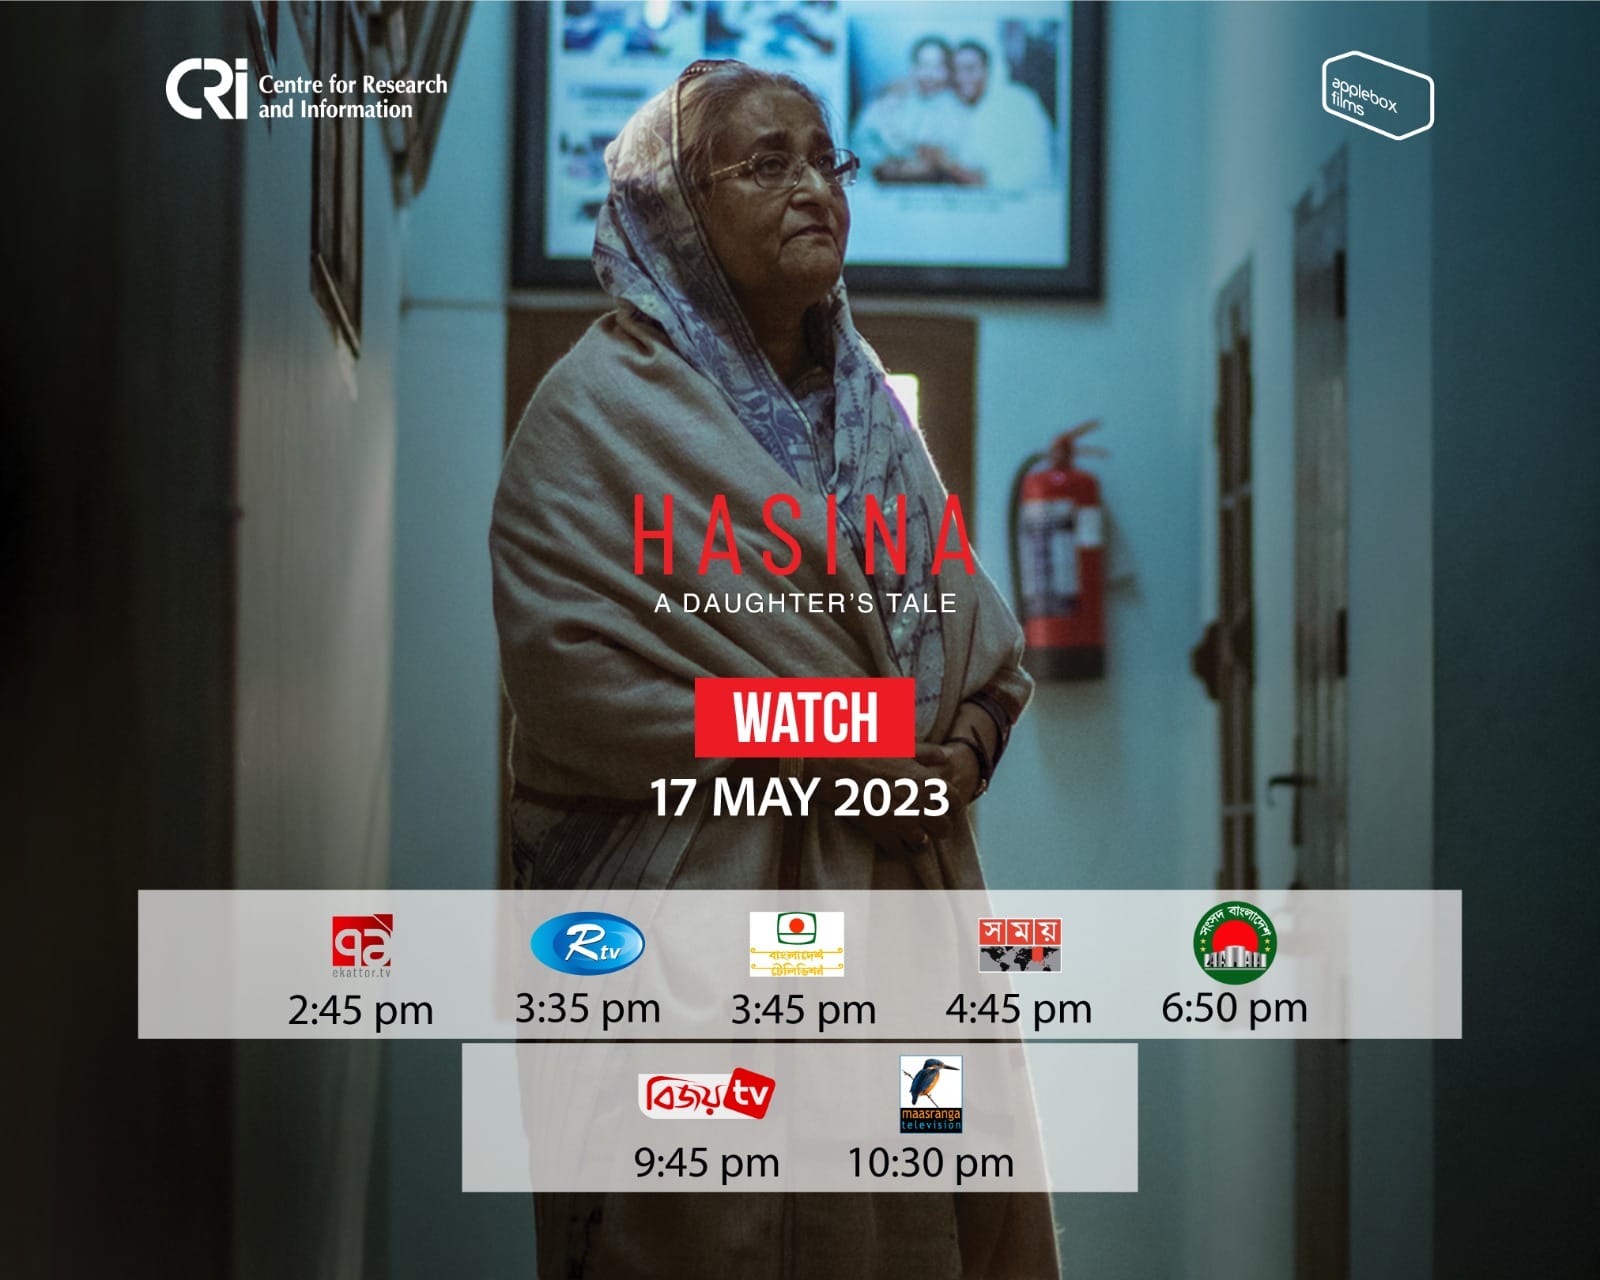 CRi Centre for Research
and Information
applebox
films
HASINA
A DAUGHTER'S TALE
WATCH
17 MAY 2023
ekattor.tv
2:45 pm
Rtv
3:35 pm
বাংলাদেশ
টেলিভিশন
3:45 pm
সময়
4:45 pm
সংসদ বাংলাদেশ
6:50 pm
বিজয় tv
9:45 pm
maasranga
television
10:30 pm